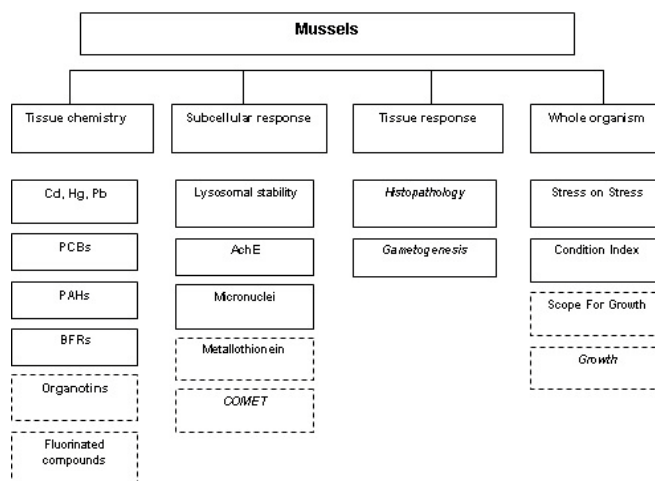 Mussels
Tissue chemistry
Subcellular response
Tissue response
Whole organism
Cd, Hg, Pb
PCBs
PAHs
BFRs
Organotins
Fluorinated
compounds
Lysosomal stability
AchE
Micronuclei
Metallothionein
COMET
Histopathology
Gametogenesis
Stress on Stress
Condition Index
Scope For Growth
Growth